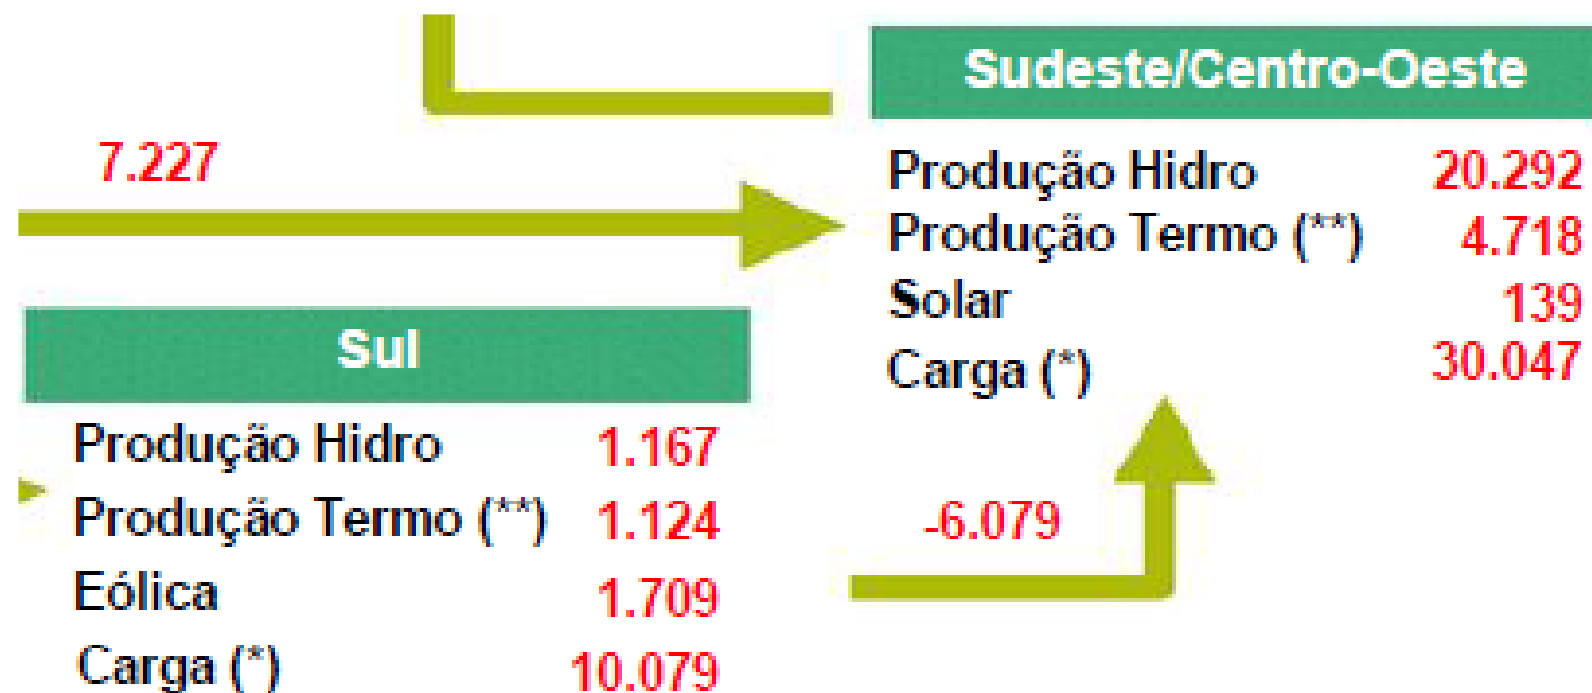 Sudeste/Centro-Oeste
7.227
Produção Hidro 20.292
Produção Termo (**) 4.718
Solar 139
Carga (*) 30.047
Sul
Produção Hidro 1.167
Produção Termo (**) 1.124
Eólica 1.709
Carga (*) 10.079
-6.079